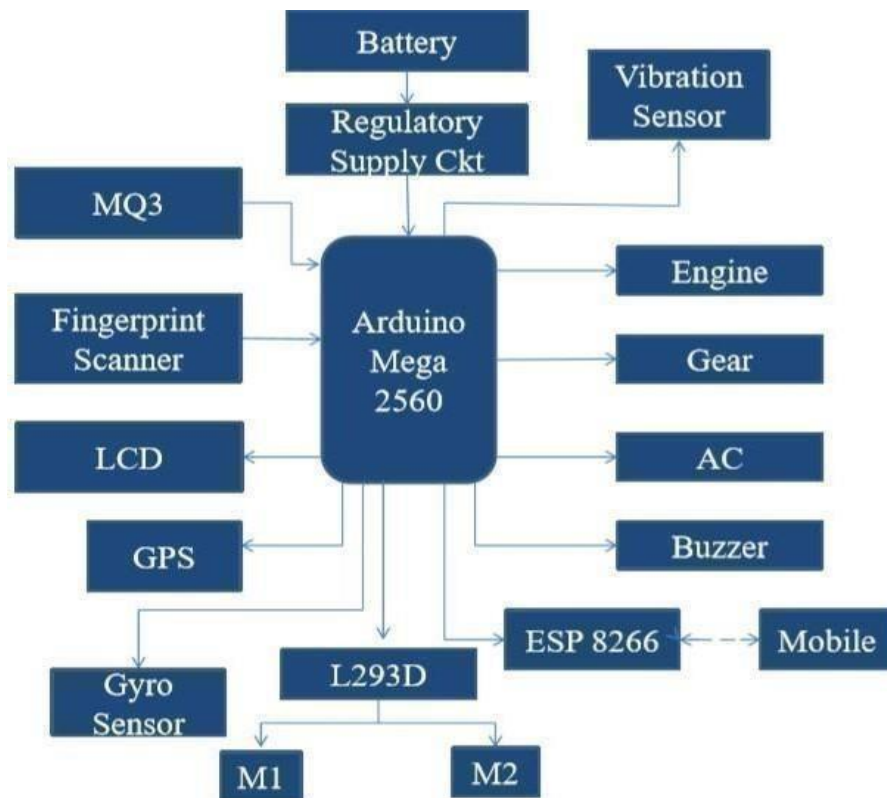 Battery
Vibration
Sensor
Regulatory
Supply Ckt
MQ3
Engine
Fingerprint
Scanner
Arduino
Mega
2560
Gear
LCD
AC
GPS
Buzzer
ESP 8266
Mobile
Gyro
Sensor
L293D
M1
M2